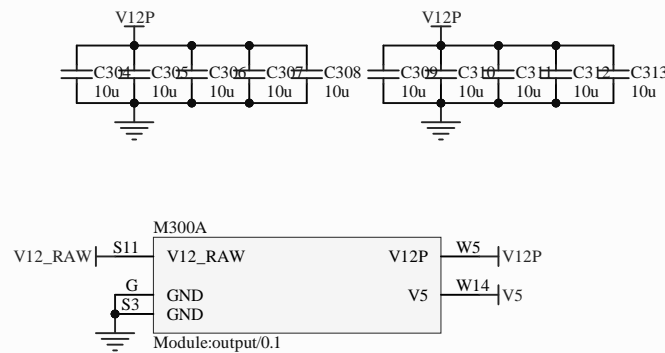 V12P V12P
C304 C305 C306 C307 C308 C309 C310 C311 C312 C313
10u 10u 10u 10u 10u 10u 10u 10u 10u 10u
M300A
V12_RAW S11 V12_RAW V12P W5 V12P
G GND V5 W14 V5
S3 GND
Module:output/0.1